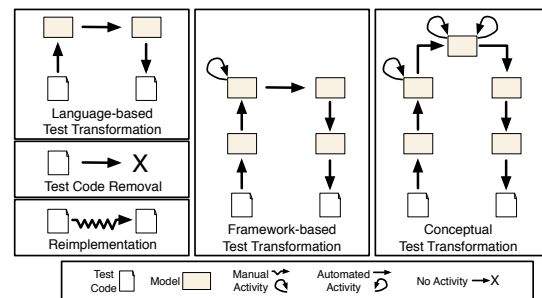 Language-based
Test Transformation
X
Test Code Removal
Reimplementation
Framework-based
Test Transformation
Conceptual
Test Transformation
Test
Code
Model
Manual
Activity
Automated
Activity
No Activity
X